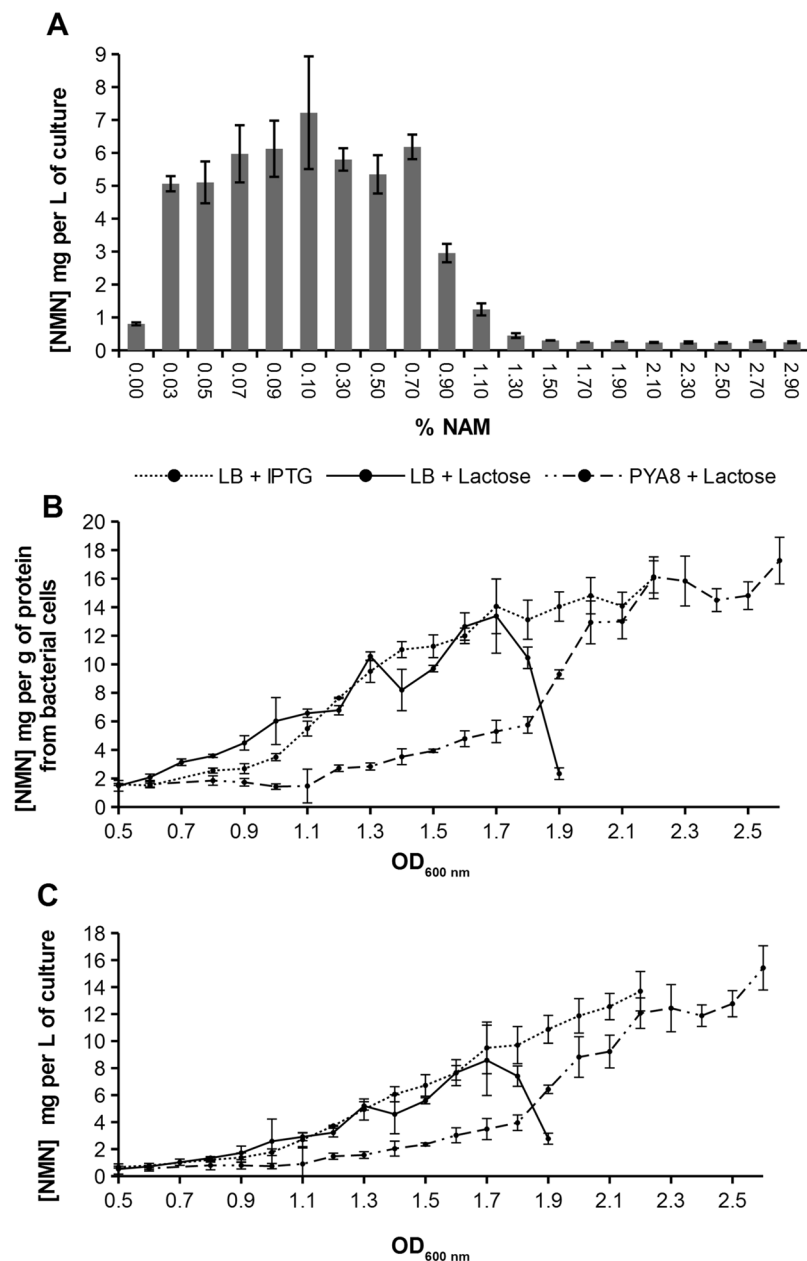 A
[NMN] mg per L of culture
9
8
7
6
5
4
3
2
1
0
0.00 0.03 0.05 0.07 0.09 0.10 0.30 0.50 0.70 0.90 1.10 1.30 1.50 1.70 1.90 2.10 2.30 2.50 2.70 2.90
% NAM
LB + IPTG LB + Lactose PYA8 + Lactose
B
[NMN] mg per g of protein
from bacterial cells
20
18
16
14
12
10
8
6
4
2
0
0.5 0.7 0.9 1.1 1.3 1.5 1.7 1.9 2.1 2.3 2.5
OD600 nm
C
[NMN] mg per L of culture
18
16
14
12
10
8
6
4
2
0
0.5 0.7 0.9 1.1 1.3 1.5 1.7 1.9 2.1 2.3 2.5
OD600 nm